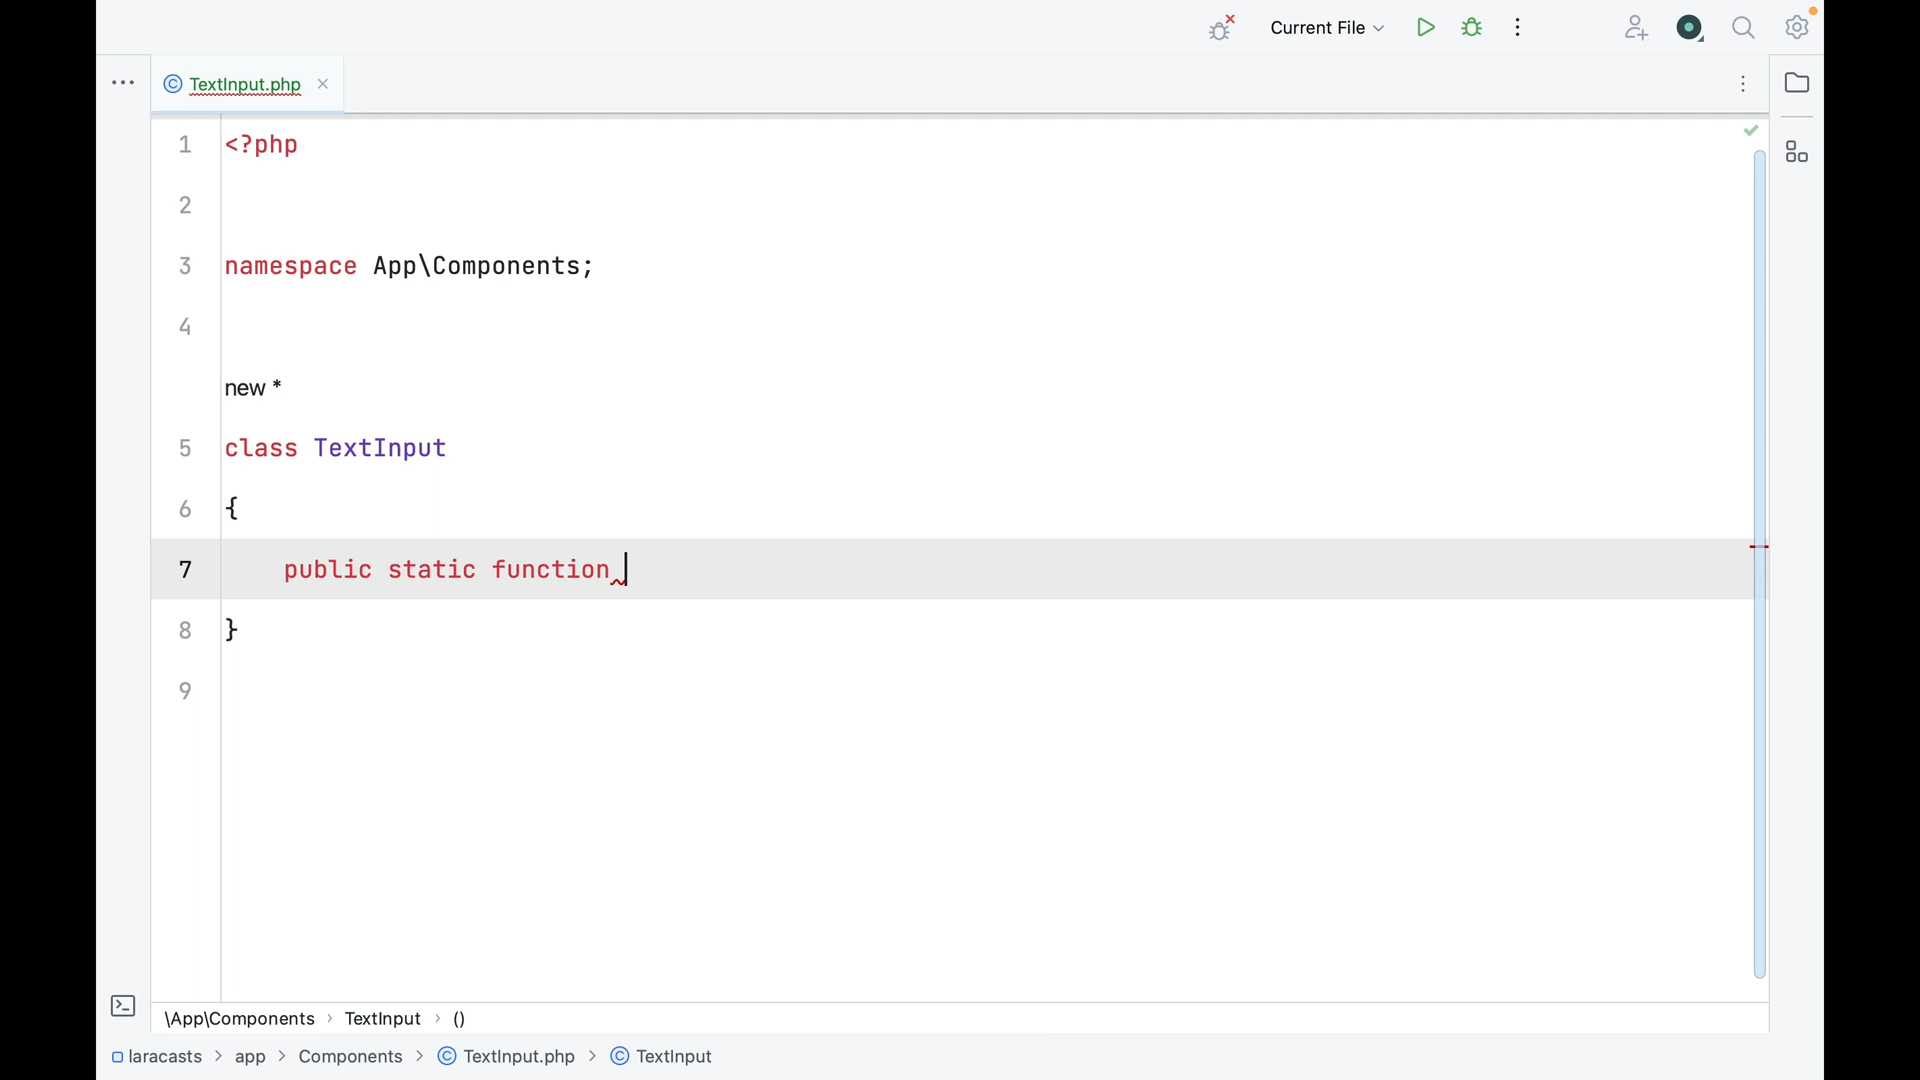 Current File
TextInput.php
1 <?php
2
3 namespace App\Components;
4
new *
5 class TextInput
6 {
7 public static function
8 }
9
\App\Components › TextInput › ()
laracasts > app > Components > TextInput.php > TextInput